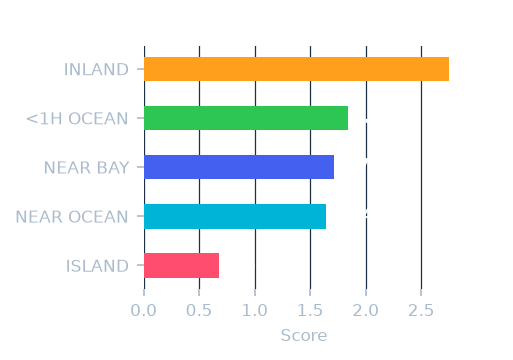 INLAND
<1H OCEAN
NEAR BAY
NEAR OCEAN
ISLAND
0.0 0.5 1.0 1.5 2.0 2.5
Score